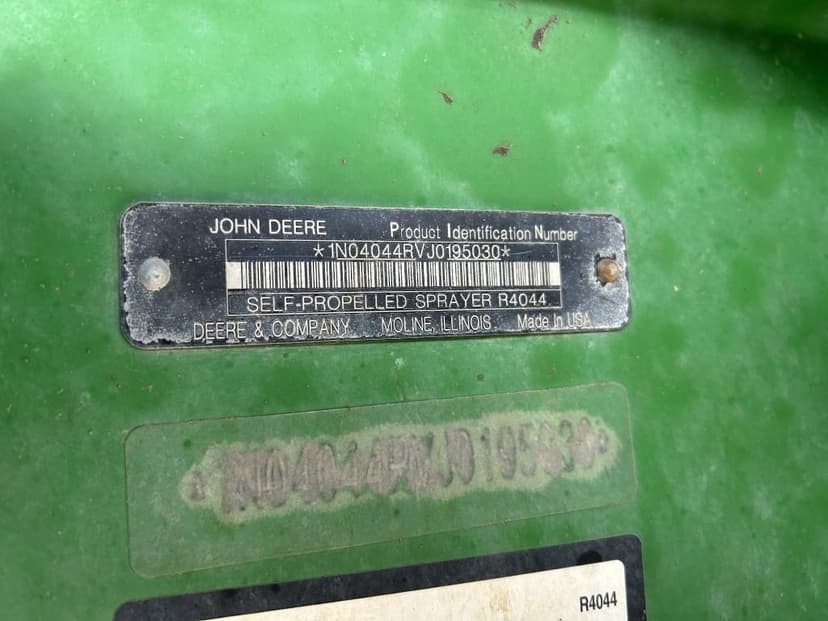 JOHN DEERE Product Identification Number
*1N04044RVJ0195030*
SELF-PROPELLED SPRAYER R4044
DEERE & COMPANY MOLINE, ILLINOIS Made In USA
R4044